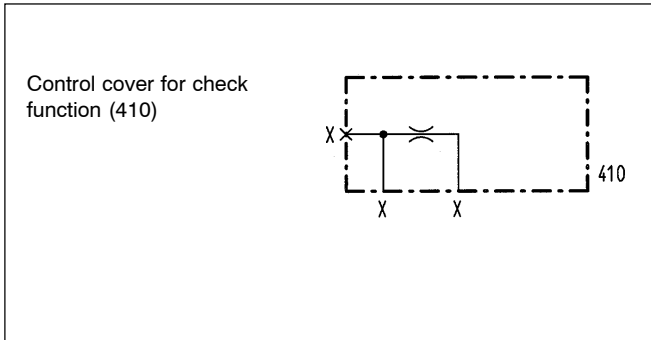 Control cover for check
function (410)
X
410
X X